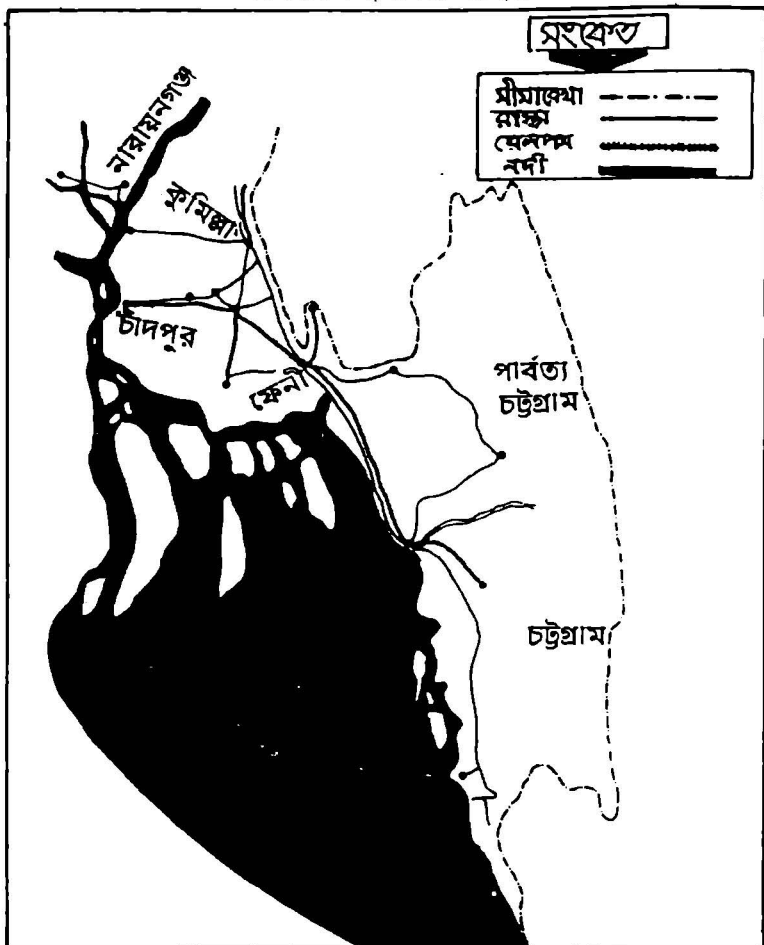 সংকেত
সীমারেখা
রাস্তা
রেলপথ
নদী
নারায়নগঞ্জ
কুমিল্লা
চাঁদপুর
ফেনী
পার্বত্য
চট্টগ্রাম
চট্টগ্রাম